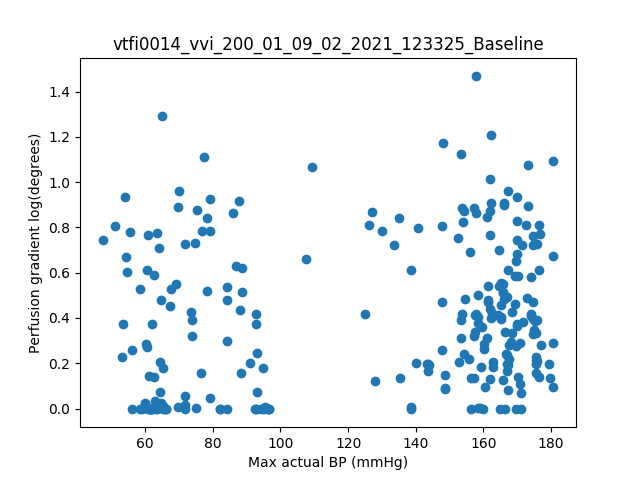 vtfi0014_vvi_200_01_09_02_2021_123325_Baseline
Perfusion gradient log(degrees)
1.4
1.2
1.0
0.8
0.6
0.4
0.2
0.0
60 80 100 120 140 160 180
Max actual BP (mmHg)